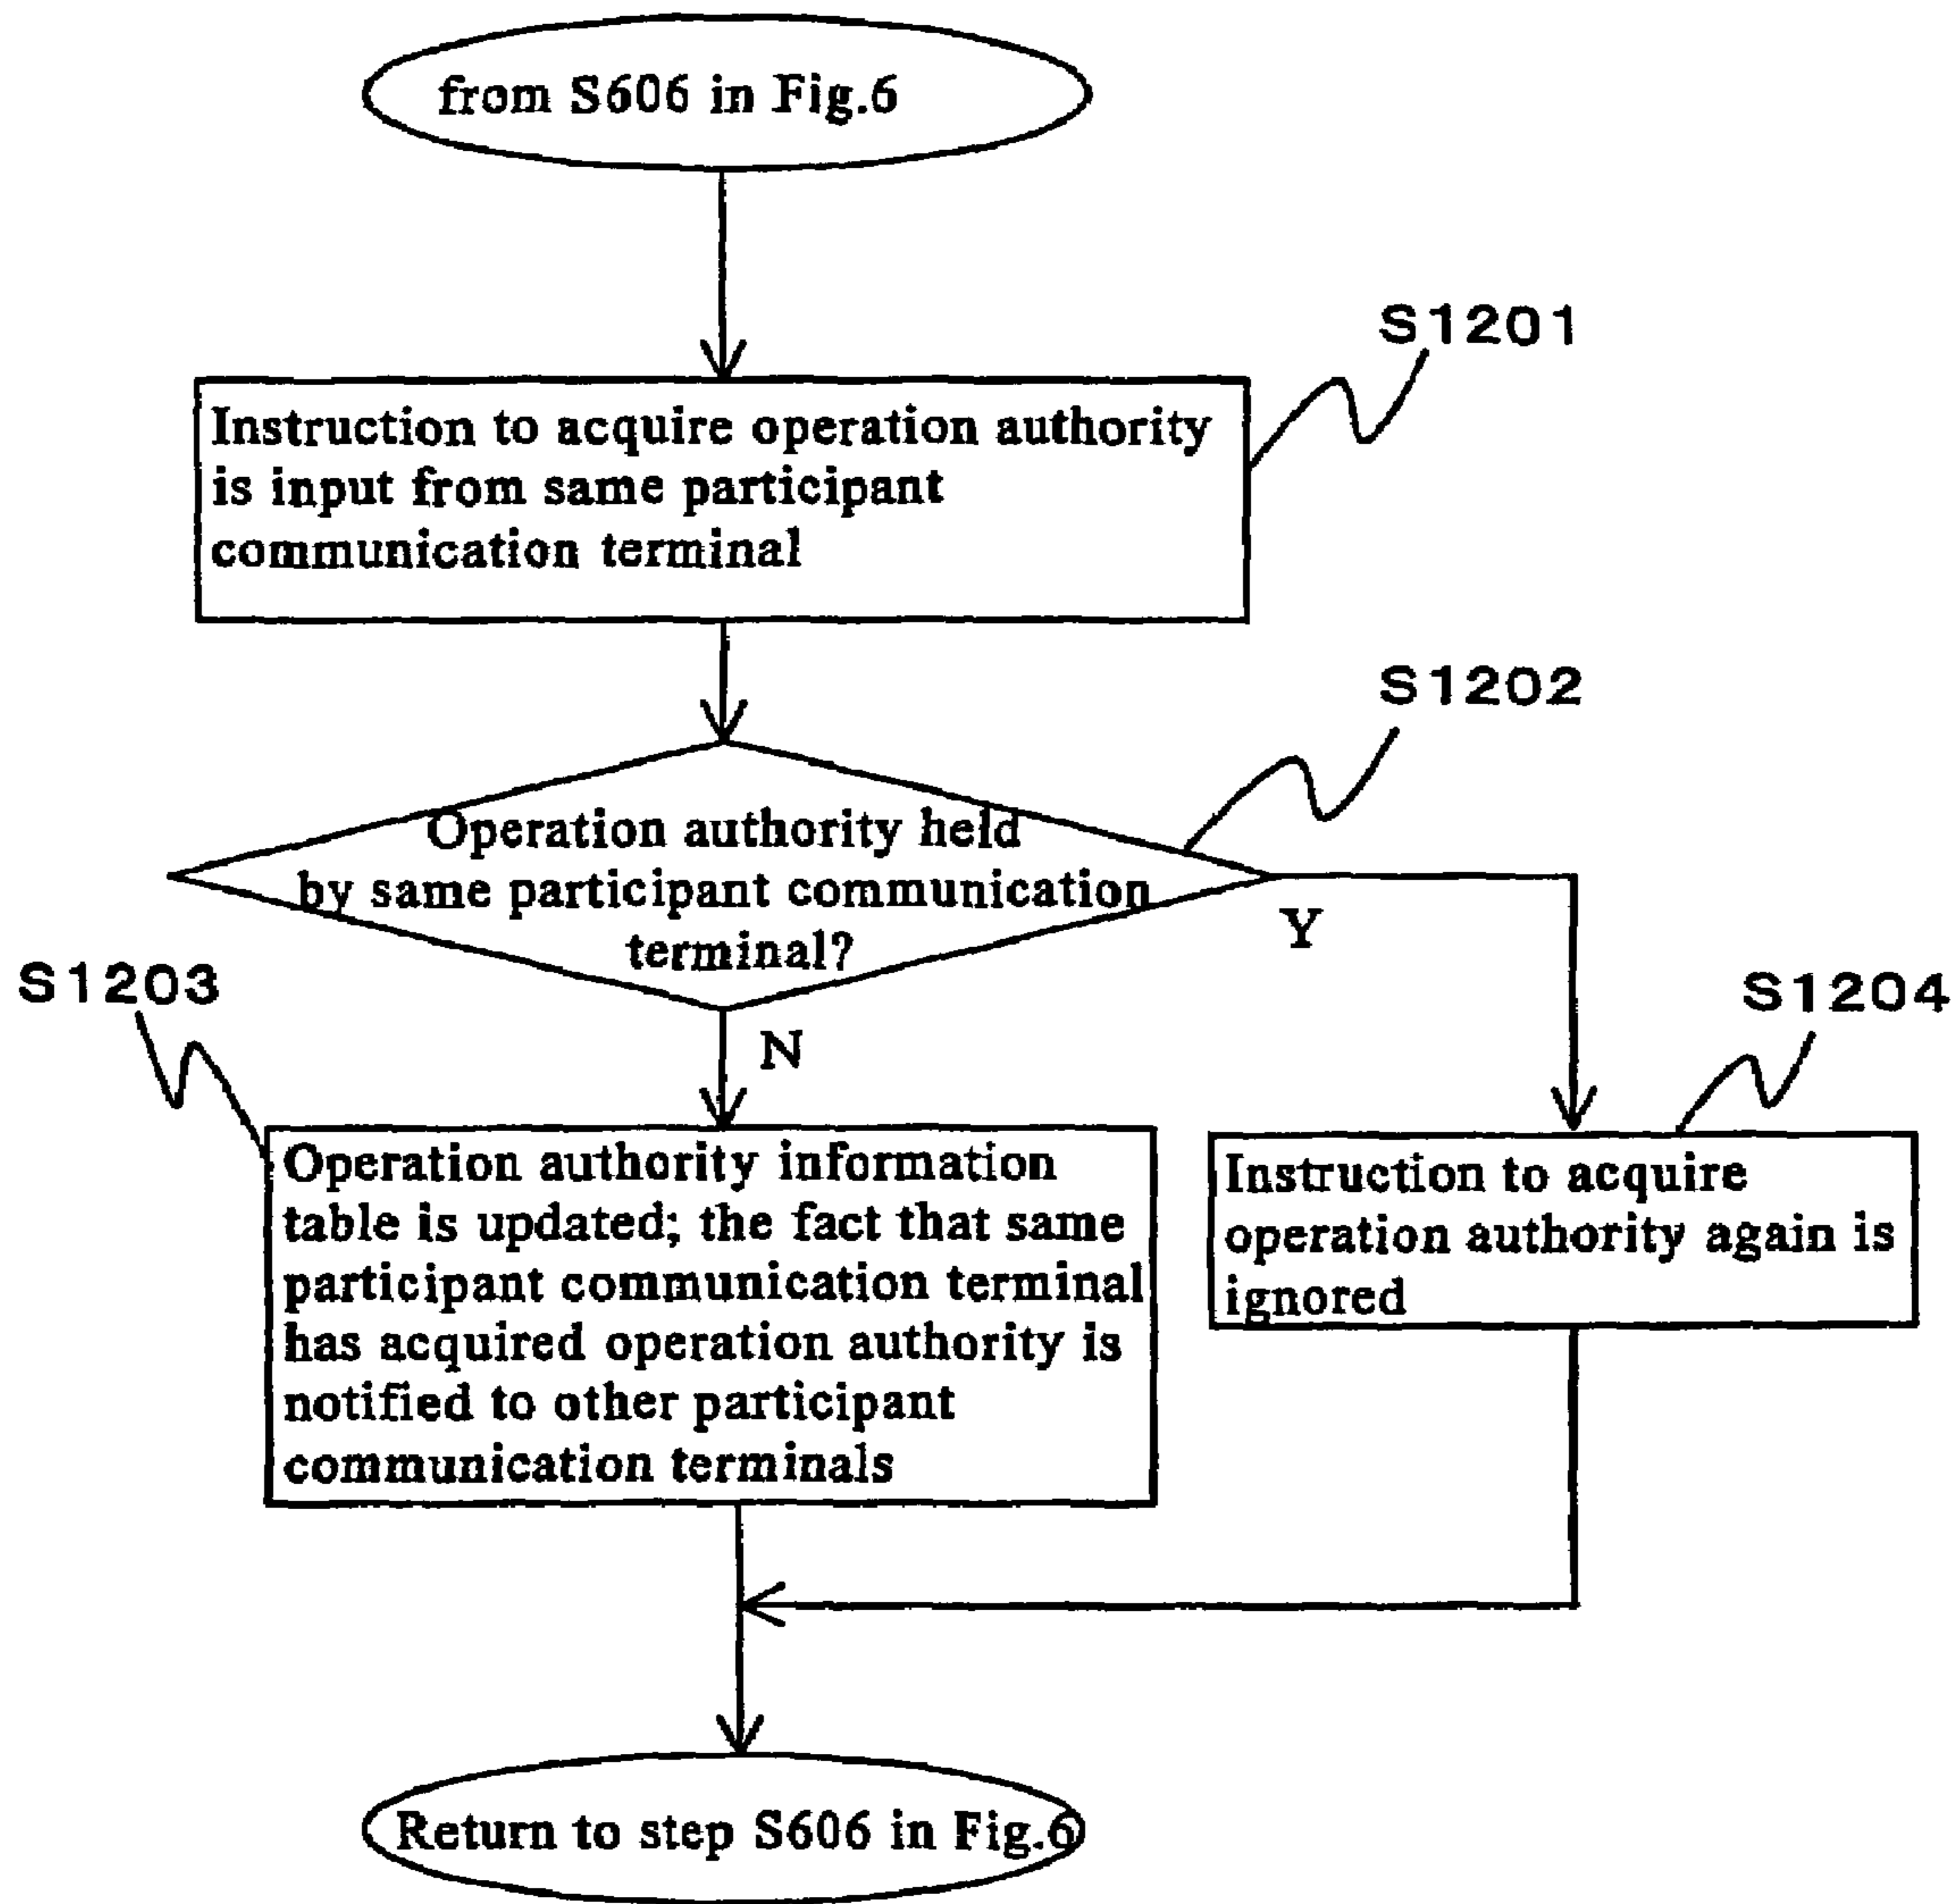 from S606 in Fig.6
S1201
Instruction to acquire operation authority
is input from same participant
communication terminal
S1202
Operation authority held
by same participant communication
terminal?
Y
S1203
N
S1204
Operation authority information
table is updated; the fact that same
participant communication terminal
has acquired operation authority is
notified to other participant
communication terminals
Instruction to acquire
operation authority again is
ignored
Return to step S606 in Fig.6